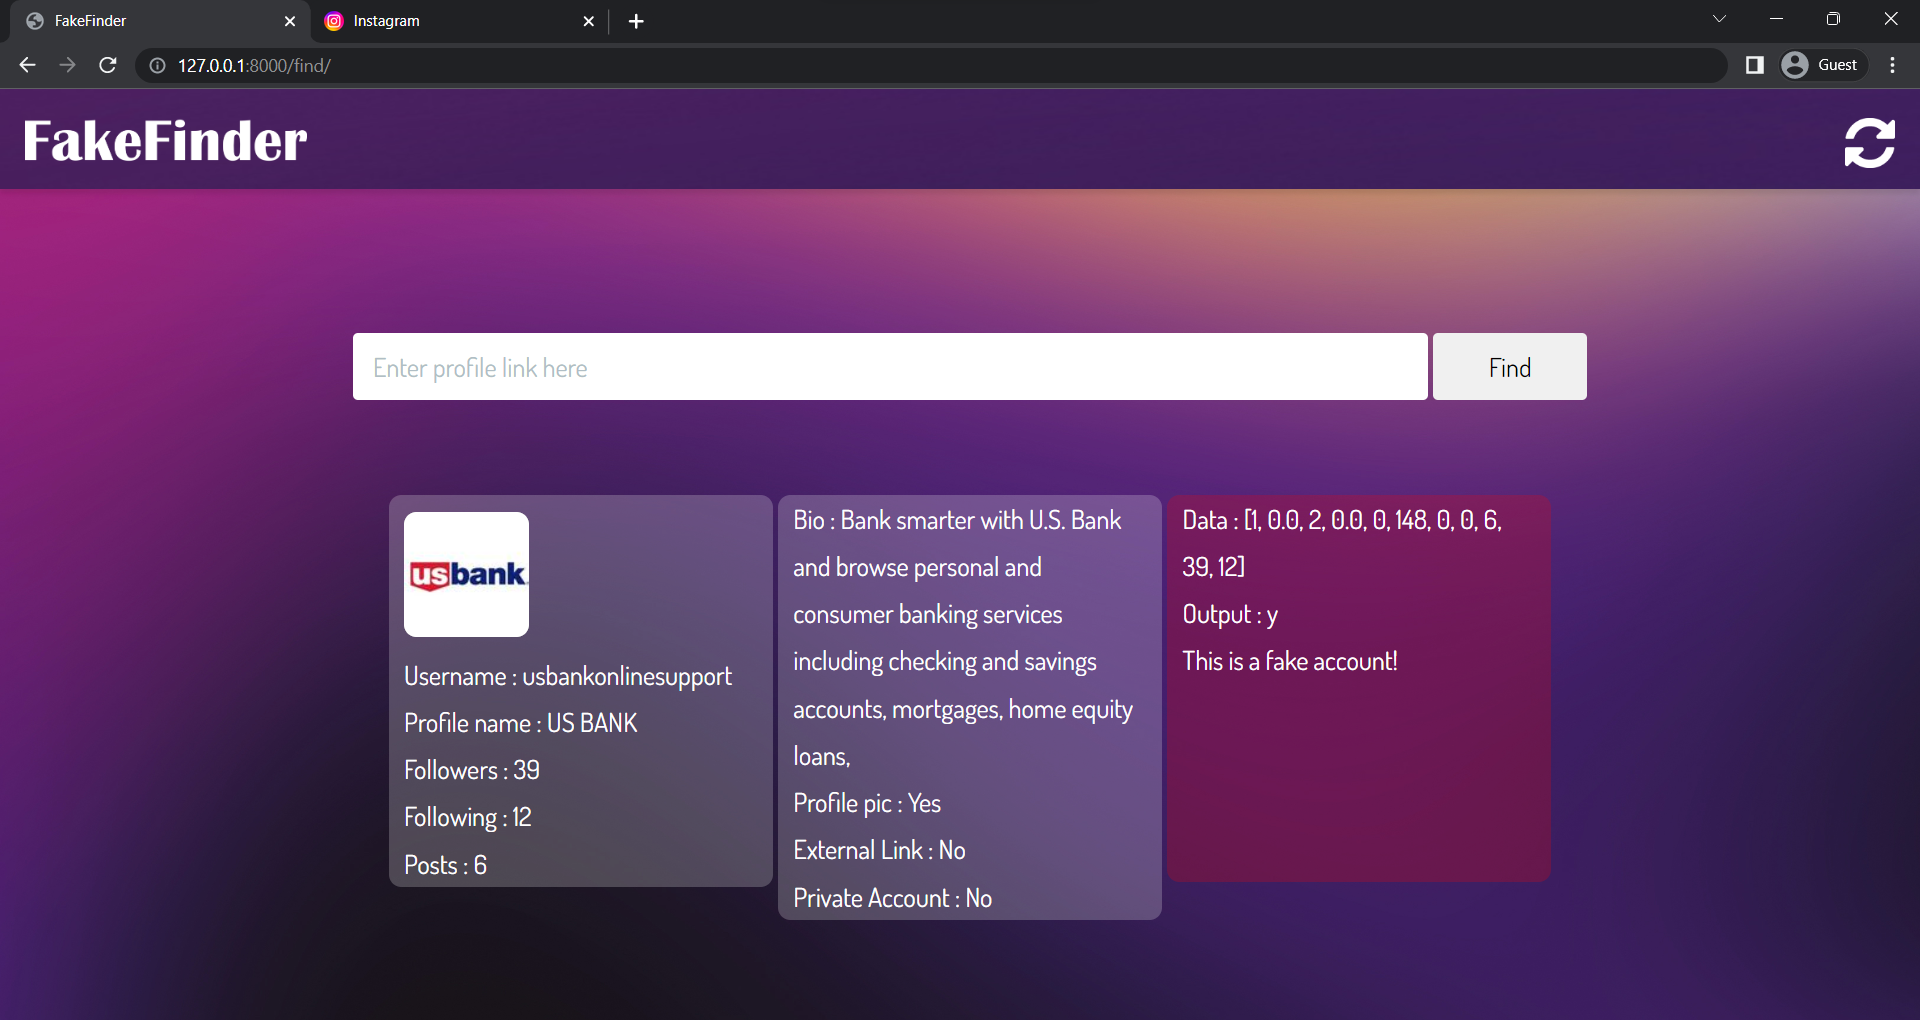 FakeFinder
Instagram
127.0.0.1:8000/find/
Guest
FakeFinder
Enter profile link here
Find
usbank
Username : usbankonlinesupport
Profile name : US BANK
Followers : 39
Following : 12
Posts : 6
Bio : Bank smarter with U.S. Bank
and browse personal and
consumer banking services
including checking and savings
accounts, mortgages, home equity
loans,
Profile pic : Yes
External Link : No
Private Account : No
Data : [1, 0.0, 2, 0.0, 0, 148, 0, 0, 6,
39, 12]
Output : y
This is a fake account!